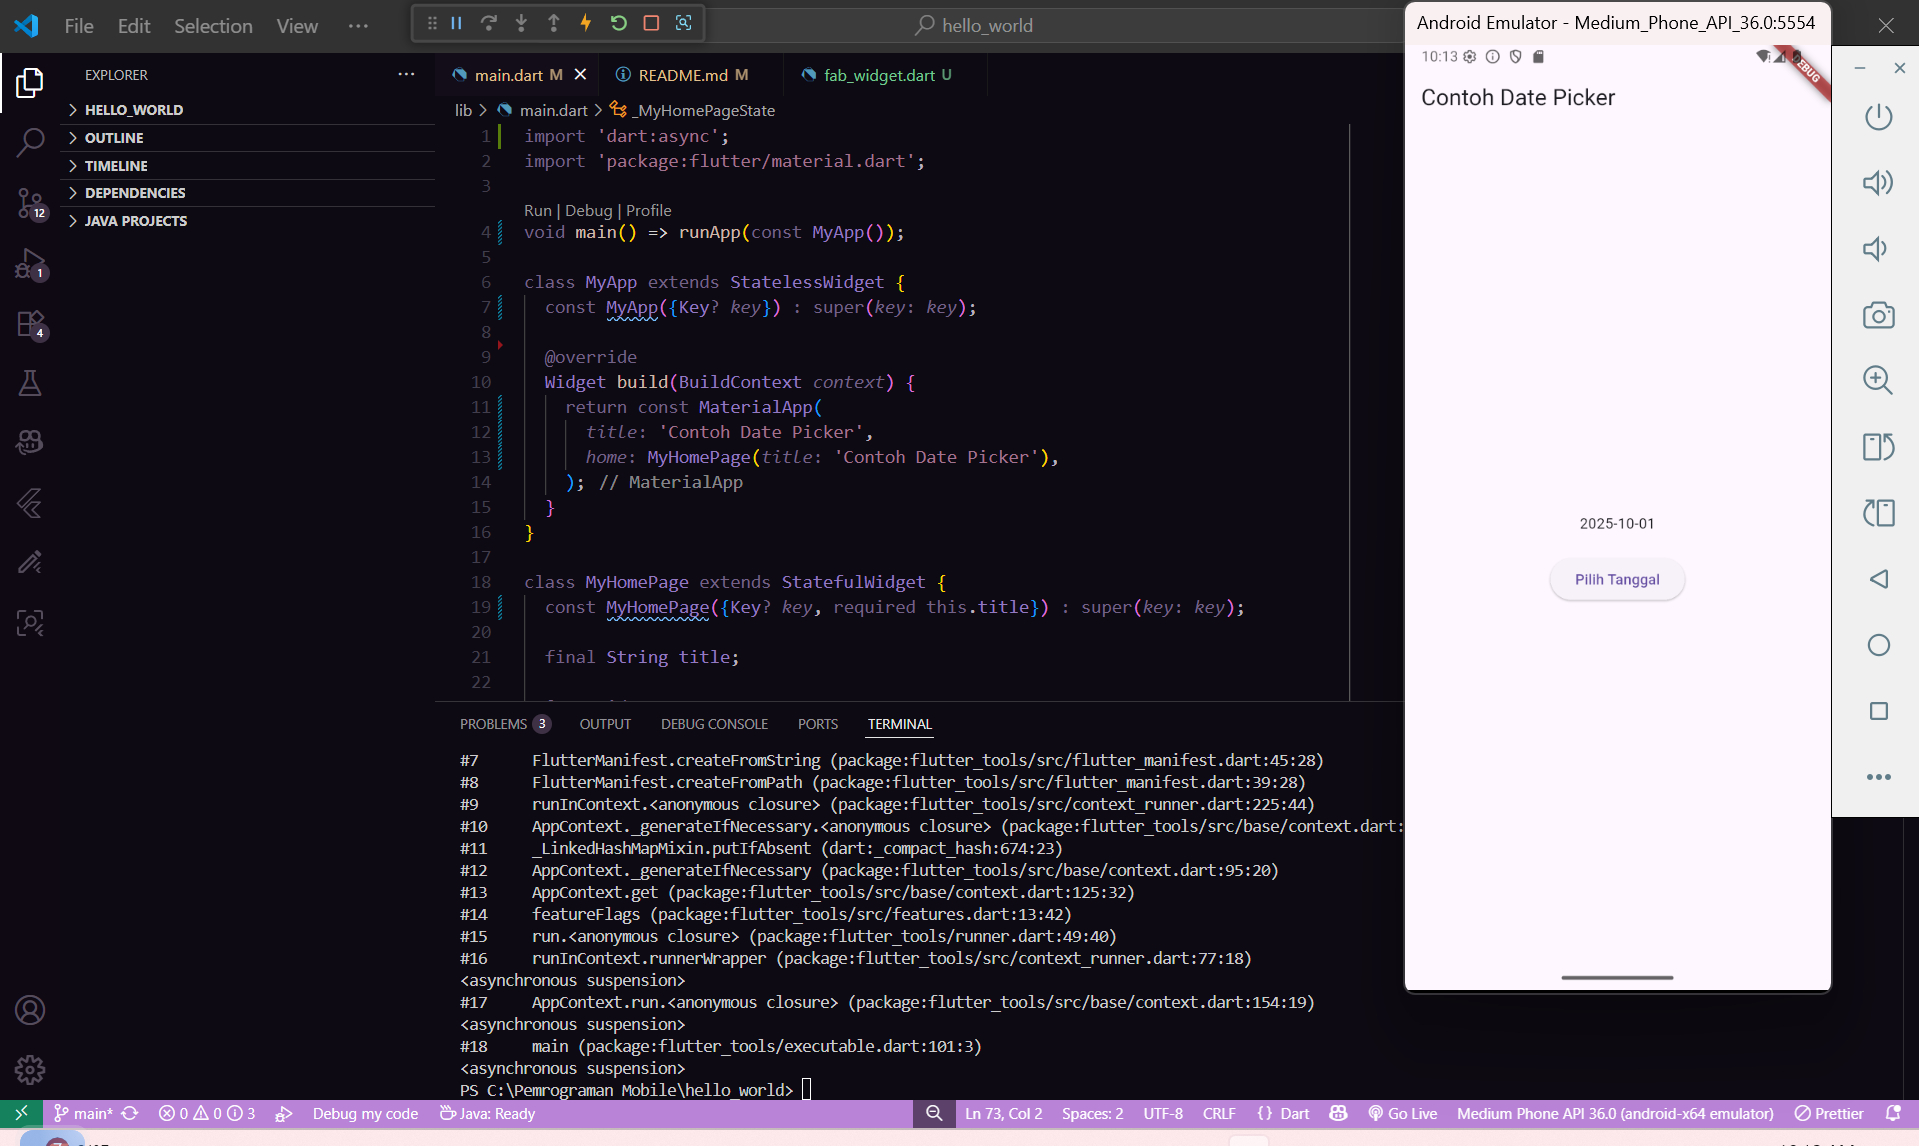 File Edit Selection View ··· hello_world
EXPLORER ···
HELLO_WORLD
OUTLINE
TIMELINE
DEPENDENCIES
JAVA PROJECTS
12
1
4
main.dart M README.md M fab_widget.dart U
lib > main.dart > _MyHomePageState
1 import 'dart:async';
2 import 'package:flutter/material.dart';
3
Run | Debug | Profile
4 void main() => runApp(const MyApp());
5
6 class MyApp extends StatelessWidget {
7 const MyApp({Key? key}) : super(key: key);
8
9 @override
10 Widget build(BuildContext context) {
11 return const MaterialApp(
12 title: 'Contoh Date Picker',
13 home: MyHomePage(title: 'Contoh Date Picker'),
14 ); // MaterialApp
15 }
16 }
17
18 class MyHomePage extends StatefulWidget {
19 const MyHomePage({Key? key, required this.title}) : super(key: key);
20
21 final String title;
22
PROBLEMS 3 OUTPUT DEBUG CONSOLE PORTS TERMINAL
#7 FlutterManifest.createFromString (package:flutter_tools/src/flutter_manifest.dart:45:28)
#8 FlutterManifest.createFromPath (package:flutter_tools/src/flutter_manifest.dart:39:28)
#9 runInContext.<anonymous closure> (package:flutter_tools/src/context_runner.dart:225:44)
#10 AppContext._generateIfNecessary.<anonymous closure> (package:flutter_tools/src/base/context.dart:
#11 _LinkedHashMapMixin.putIfAbsent (dart:_compact_hash:674:23)
#12 AppContext._generateIfNecessary (package:flutter_tools/src/base/context.dart:95:20)
#13 AppContext.get (package:flutter_tools/src/base/context.dart:125:32)
#14 featureFlags (package:flutter_tools/src/features.dart:13:42)
#15 run.<anonymous closure> (package:flutter_tools/runner.dart:49:40)
#16 runInContext.runnerWrapper (package:flutter_tools/src/context_runner.dart:77:18)
<asynchronous suspension>
#17 AppContext.run.<anonymous closure> (package:flutter_tools/src/base/context.dart:154:19)
<asynchronous suspension>
#18 main (package:flutter_tools/executable.dart:101:3)
<asynchronous suspension>
PS C:\Pemrograman Mobile\hello_world>
Android Emulator - Medium_Phone_API_36.0:5554
10:13
Contoh Date Picker
2025-10-01
Pilih Tanggal
main* 0 0 3 Debug my code Java: Ready Ln 73, Col 2 Spaces: 2 UTF-8 CRLF {} Dart Go Live Medium Phone API 36.0 (android-x64 emulator) Prettier